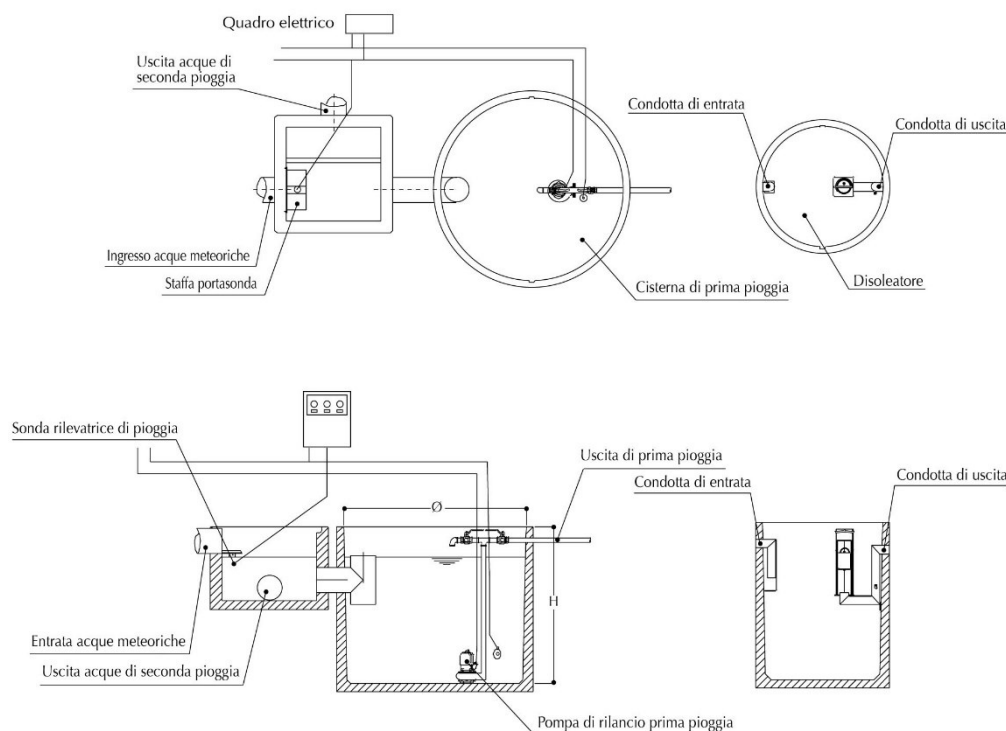 Quadro elettrico
Uscita acque di
seconda pioggia
Condotta di entrata
Condotta di uscita
Ingresso acque meteoriche
Staffa portasonda
Cisterna di prima pioggia
Disoleatore
Sonda rilevatrice di pioggia
Uscita di prima pioggia
Condotta di entrata
Condotta di uscita
Ø
H
Entrata acque meteoriche
Uscita acque di seconda pioggia
Pompa di rilancio prima pioggia